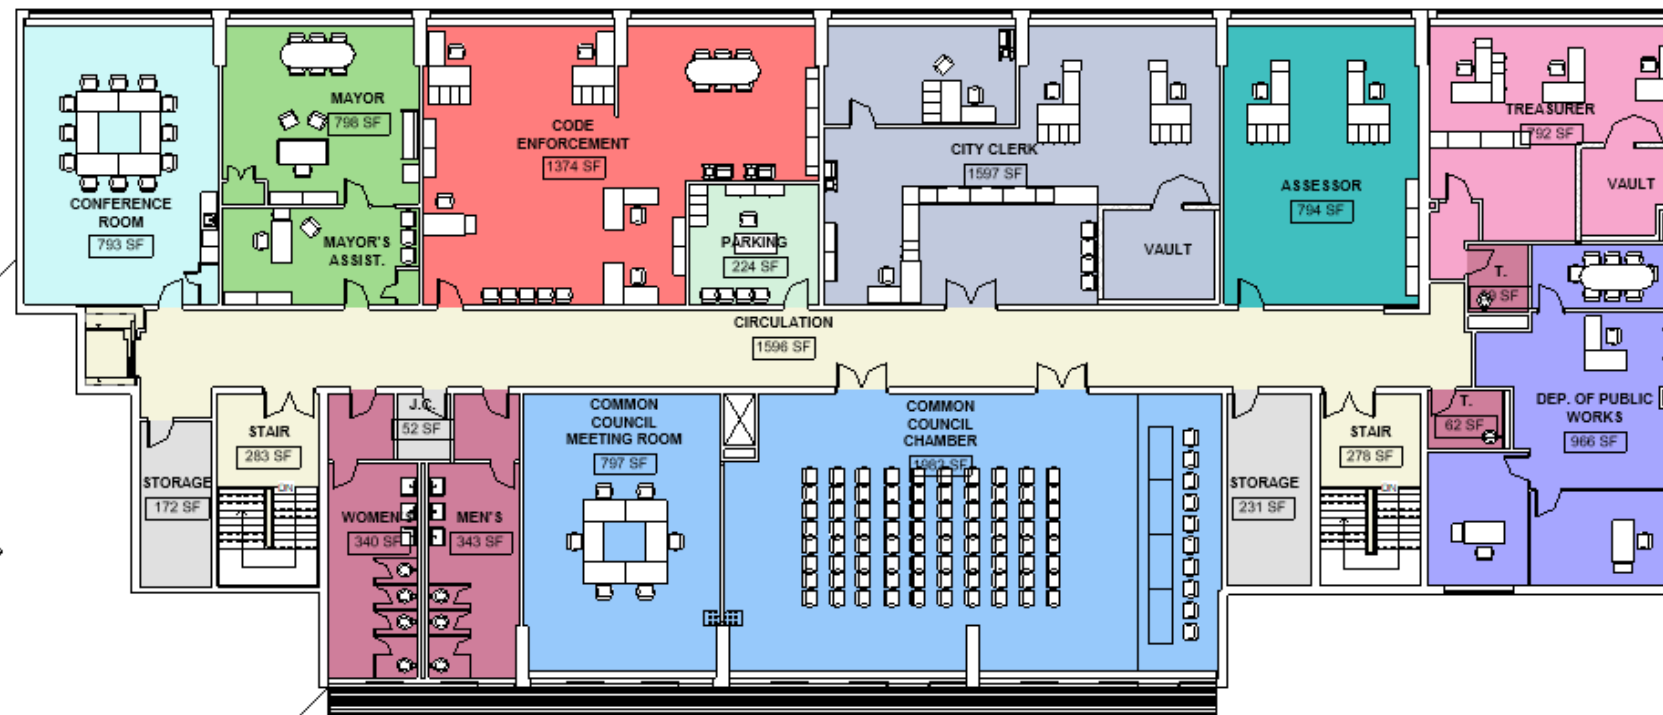 CONFERENCE
ROOM
793 SF
MAYOR
798 SF
MAYOR'S
ASSIST.
CODE
ENFORCEMENT
1374 SF
PARKING
224 SF
CITY CLERK
1597 SF
VAULT
ASSESSOR
794 SF
TREASURER
792 SF
VAULT
T.
CIRCULATION
1596 SF
STORAGE
172 SF
STAIR
283 SF
DN
WOMEN'S
340 SF
J.C.
52 SF
MEN'S
343 SF
COMMON
COUNCIL
MEETING ROOM
797 SF
COMMON
COUNCIL
CHAMBER
1982 SF
STORAGE
231 SF
STAIR
278 SF
DN
T.
62 SF
DEP. OF PUBLIC
WORKS
966 SF